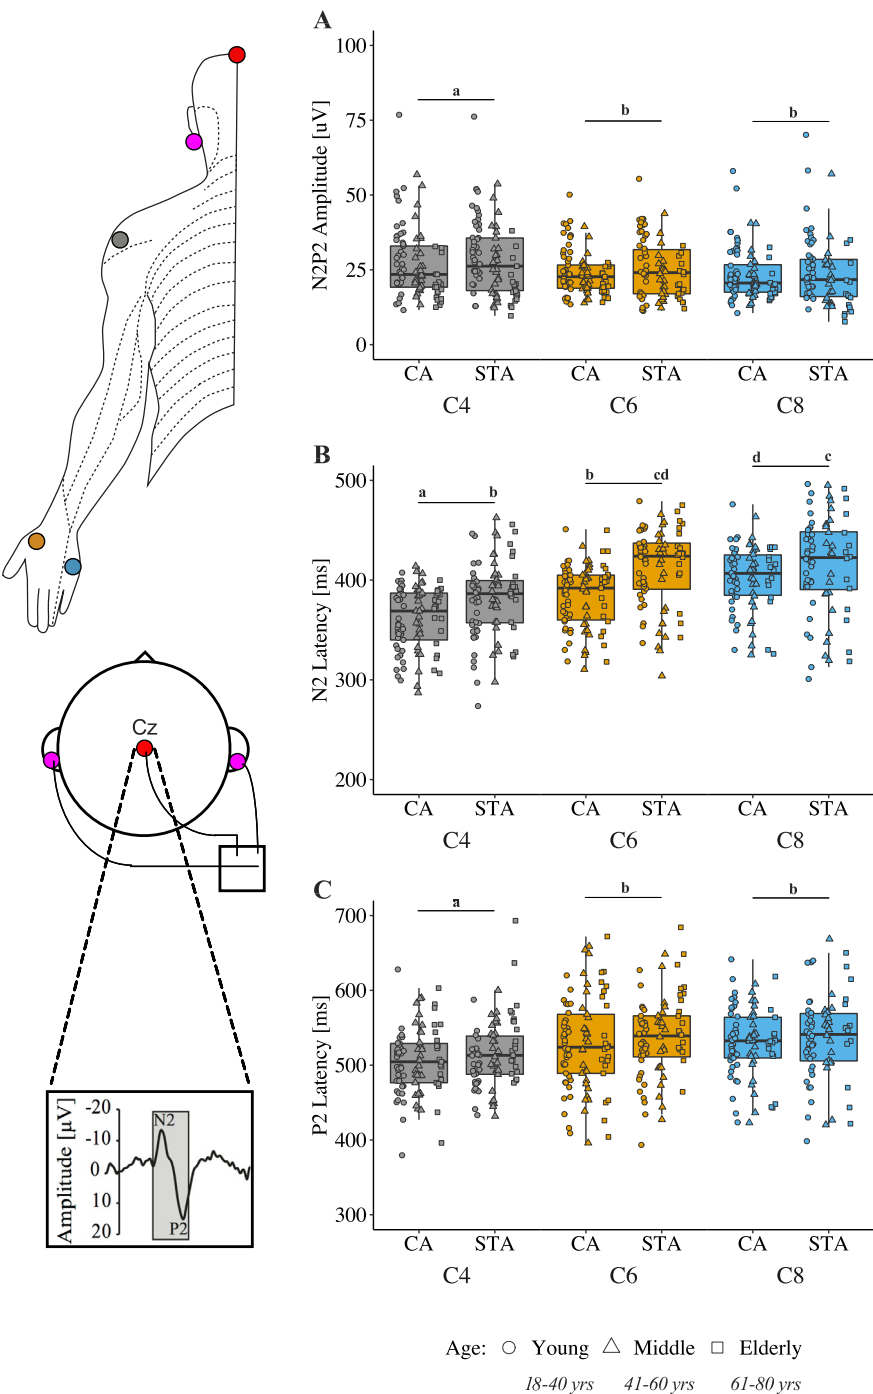 A
N2P2 Amplitude [uV]
100
75
50
25
0
a
b
b
CA STA CA STA CA STA
C4 C6 C8
B
N2 Latency [ms]
500
400
300
200
a b
b cd
d c
CA STA CA STA CA STA
C4 C6 C8
Cz
C
P2 Latency [ms]
700
600
500
400
300
a
b
b
CA STA CA STA CA STA
C4 C6 C8
Amplitude [µV]
-20
-10
0
10
20
N2
P2
Age: Young Middle Elderly
18-40 yrs 41-60 yrs 61-80 yrs